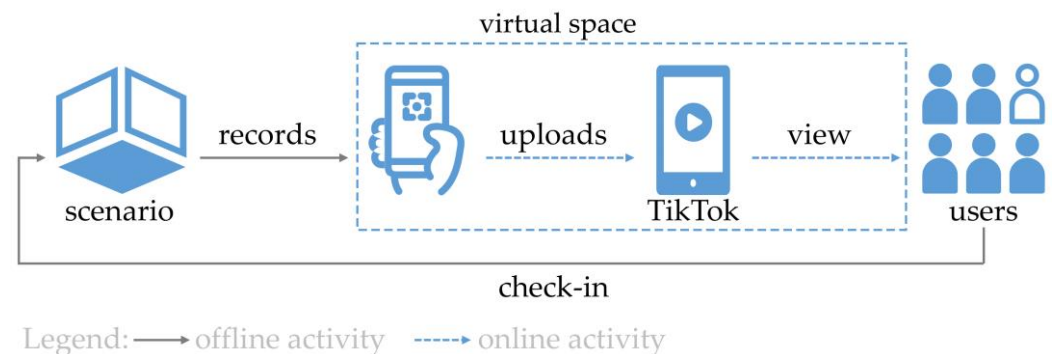 virtual space
records
uploads
view
scenario
TikTok
users
check-in
Legend: offline activity online activity